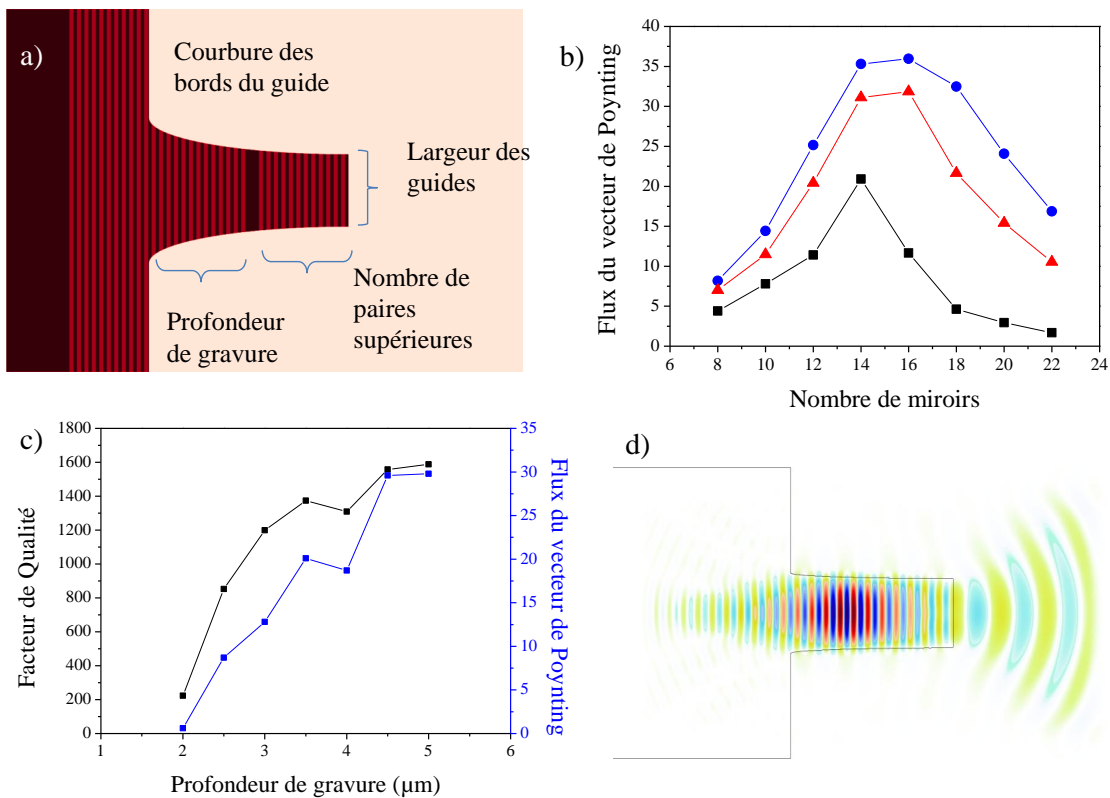 a)
Courbure des
bords du guide
Largeur des
guides
Profondeur
de gravure
Nombre de
paires
supérieures
b)
Flux du vecteur de Poynting
40
35
30
25
20
15
10
5
0
6 8 10 12 14 16 18 20 22 24
Nombre de miroirs
c)
Facteur de Qualité
1800
1600
1400
1200
1000
800
600
400
200
0
35
30
25
20
15
10
5
0
Flux du vecteur de Poynting
1 2 3 4 5 6
Profondeur de gravure (µm)
d)